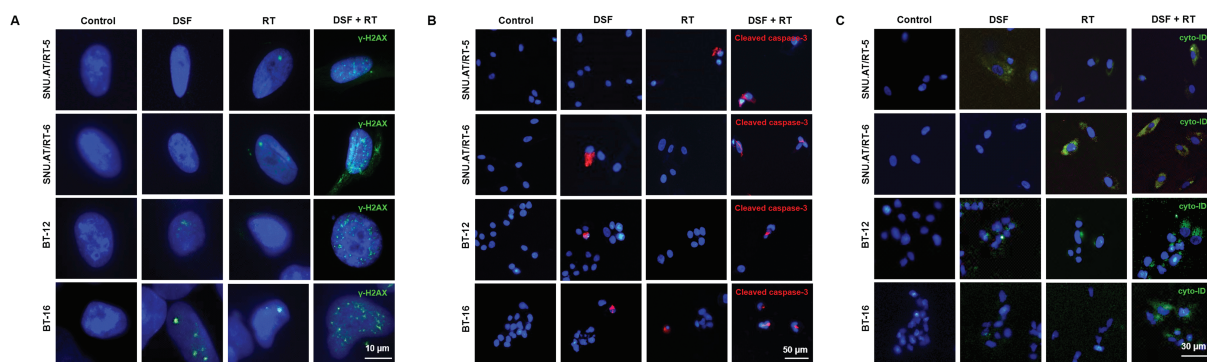 A
Control DSF RT DSF + RT
SNU.AT/RT-5
γ-H2AX
SNU.AT/RT-6
γ-H2AX
BT-12
γ-H2AX
BT-16
γ-H2AX
10 μm
B
Control DSF RT DSF + RT
SNU.AT/RT-5
Cleaved caspase-3
SNU.AT/RT-6
Cleaved caspase-3
BT-12
Cleaved caspase-3
BT-16
Cleaved caspase-3
50 μm
C
Control DSF RT DSF + RT
SNU.AT/RT-5
cyto-ID
SNU.AT/RT-6
cyto-ID
BT-12
cyto-ID
BT-16
cyto-ID
30 μm